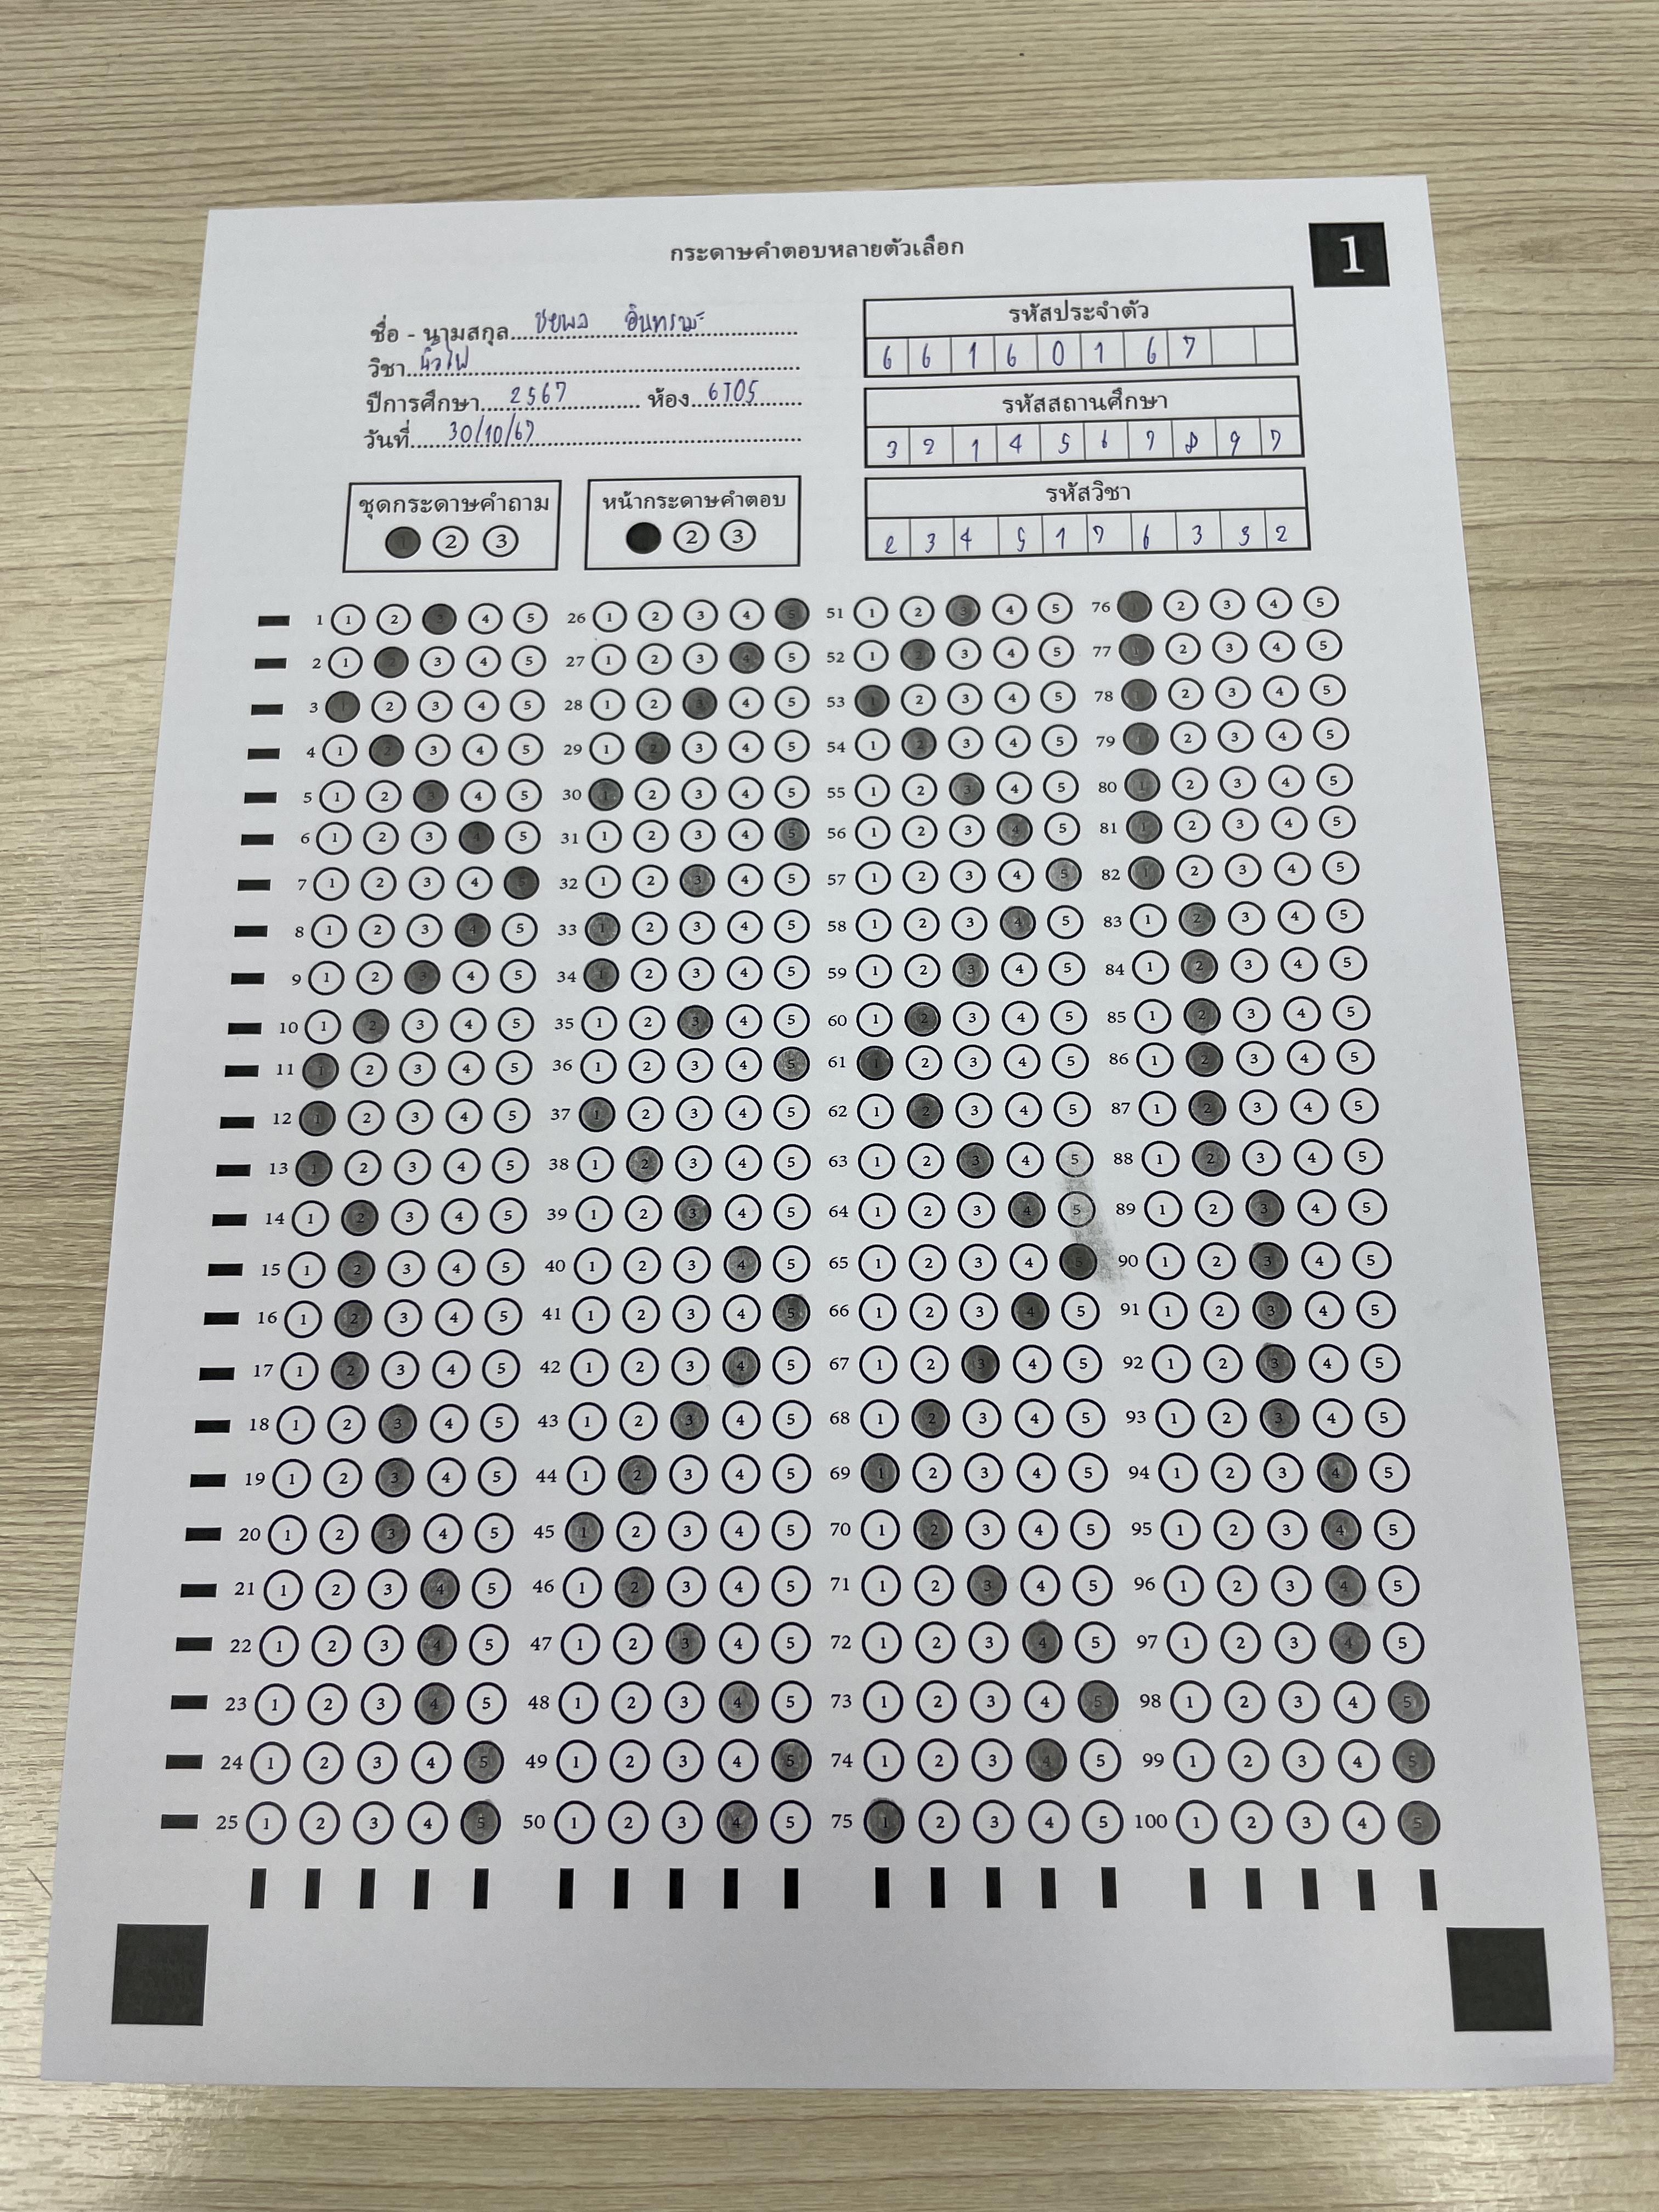 กระดาษคำตอบหลายตัวเลือก
1
ชื่อ - นามสกุล ชยพล อินทรามะ
วิชา
ปีการศึกษา 2567 ห้อง 6T05
วันที่ 30/10/67
รหัสประจำตัว
6 6 1 6 0 1 6 7
รหัสสถานศึกษา
3 2 1 4 5 6 7 8 9 7
รหัสวิชา
2 3 4 5 1 7 6 3 3 2
ชุดกระดาษคำถาม
1 2 3
หน้ากระดาษคำตอบ
2 3
1 1 2 3 4 5 26 1 2 3 4 5 51 1 2 3 4 5 76 1 2 3 4 5
2 1 2 3 4 5 27 1 2 3 4 5 52 1 2 3 4 5 77 1 2 3 4 5
3 1 2 3 4 5 28 1 2 3 4 5 53 1 2 3 4 5 78 1 2 3 4 5
4 1 2 3 4 5 29 1 2 3 4 5 54 1 2 3 4 5 79 1 2 3 4 5
5 1 2 3 4 5 30 1 2 3 4 5 55 1 2 3 4 5 80 1 2 3 4 5
6 1 2 3 4 5 31 1 2 3 4 5 56 1 2 3 4 5 81 1 2 3 4 5
7 1 2 3 4 5 32 1 2 3 4 5 57 1 2 3 4 5 82 1 2 3 4 5
8 1 2 3 4 5 33 1 2 3 4 5 58 1 2 3 4 5 83 1 2 3 4 5
9 1 2 3 4 5 34 1 2 3 4 5 59 1 2 3 4 5 84 1 2 3 4 5
10 1 2 3 4 5 35 1 2 3 4 5 60 1 2 3 4 5 85 1 2 3 4 5
11 1 2 3 4 5 36 1 2 3 4 5 61 1 2 3 4 5 86 1 2 3 4 5
12 1 2 3 4 5 37 1 2 3 4 5 62 1 2 3 4 5 87 1 2 3 4 5
13 1 2 3 4 5 38 1 2 3 4 5 63 1 2 3 4 5 88 1 2 3 4 5
14 1 2 3 4 5 39 1 2 3 4 5 64 1 2 3 4 5 89 1 2 3 4 5
15 1 2 3 4 5 40 1 2 3 4 5 65 1 2 3 4 5 90 1 2 3 4 5
16 1 2 3 4 5 41 1 2 3 4 5 66 1 2 3 4 5 91 1 2 3 4 5
17 1 2 3 4 5 42 1 2 3 4 5 67 1 2 3 4 5 92 1 2 3 4 5
18 1 2 3 4 5 43 1 2 3 4 5 68 1 2 3 4 5 93 1 2 3 4 5
19 1 2 3 4 5 44 1 2 3 4 5 69 1 2 3 4 5 94 1 2 3 4 5
20 1 2 3 4 5 45 1 2 3 4 5 70 1 2 3 4 5 95 1 2 3 4 5
21 1 2 3 4 5 46 1 2 3 4 5 71 1 2 3 4 5 96 1 2 3 4 5
22 1 2 3 4 5 47 1 2 3 4 5 72 1 2 3 4 5 97 1 2 3 4 5
23 1 2 3 4 5 48 1 2 3 4 5 73 1 2 3 4 5 98 1 2 3 4 5
24 1 2 3 4 5 49 1 2 3 4 5 74 1 2 3 4 5 99 1 2 3 4 5
25 1 2 3 4 5 50 1 2 3 4 5 75 1 2 3 4 5 100 1 2 3 4 5